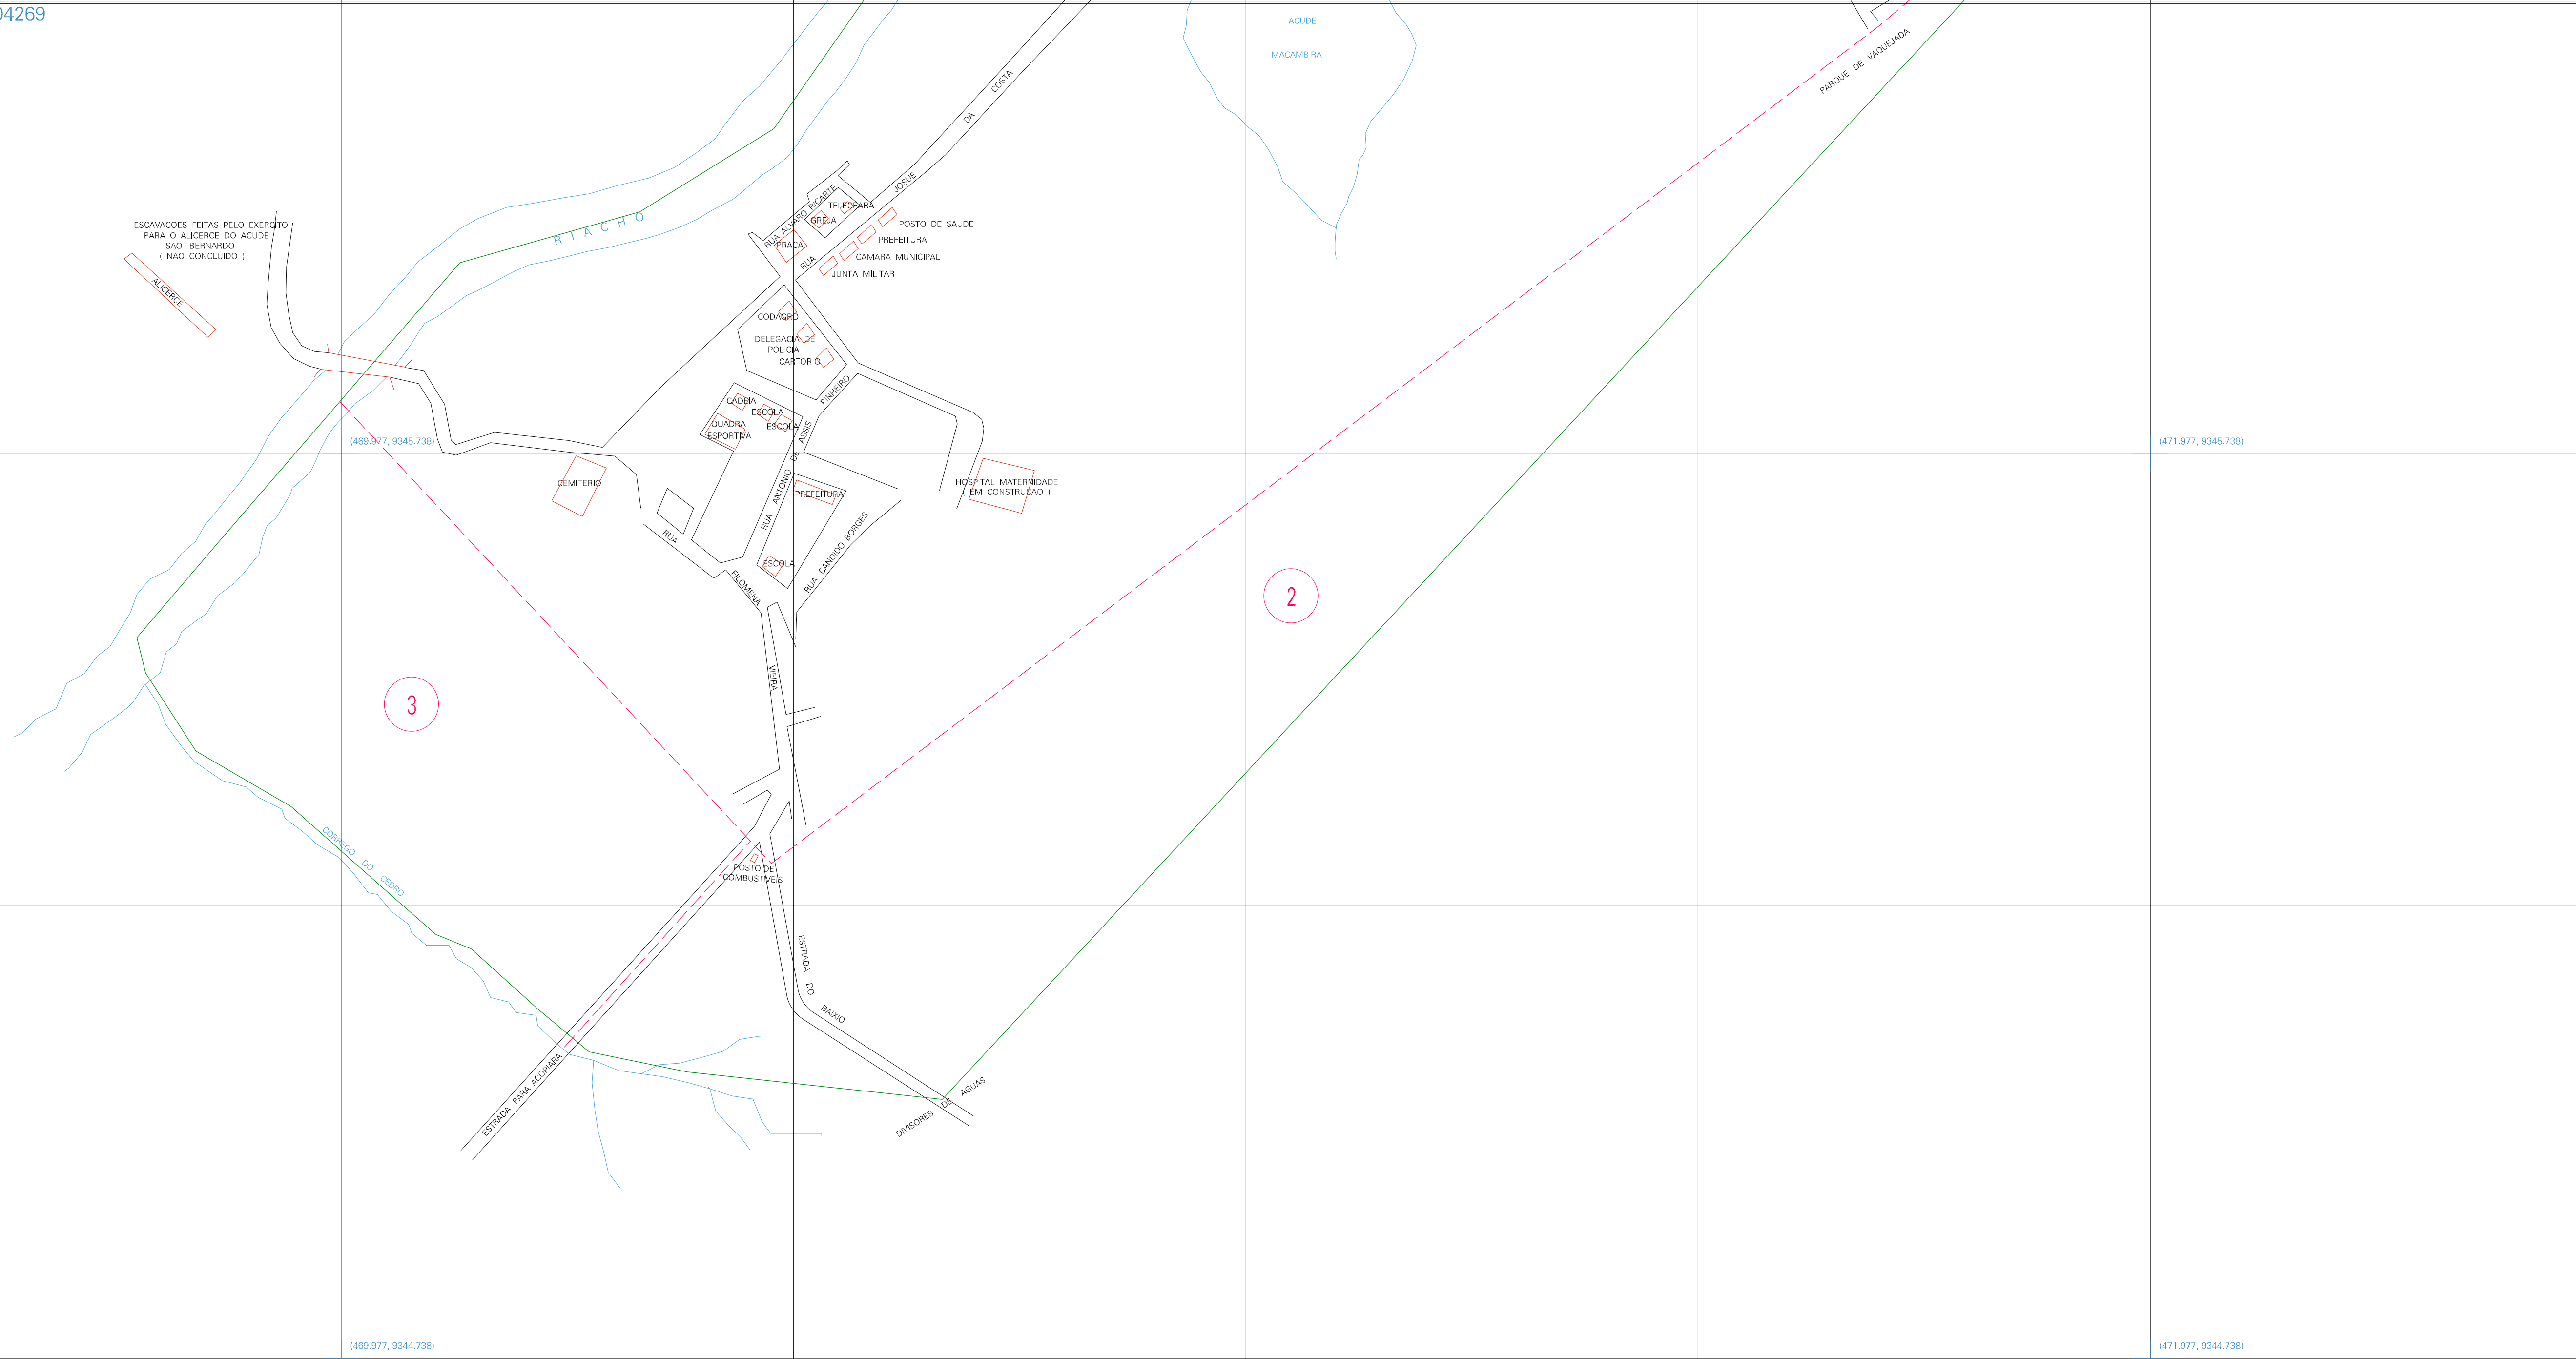 04269
ACUDE
MACAMBIRA
PARQUE DE VAQUEJADA
RUA JOSUE DA COSTA
RUA ALVARO RICARTE
TELECEARA
IGREJA
PRACA
POSTO DE SAUDE
PREFEITURA
CAMARA MUNICIPAL
JUNTA MILITAR
RIACHO
ESCAVACOES FEITAS PELO EXERCITO
PARA O ALICERCE DO ACUDE
SAO BERNARDO
( NAO CONCLUIDO )
ALICERCE
CODAGRO
DELEGACIA DE
POLICIA
CARTORIO
CADEIA
ESCOLA
ESCOLA
QUADRA
ESPORTIVA
RUA ANTONIO DE ASSIS PINHEIRO
(469.977, 9345.738)
(471.977, 9345.738)
CEMITERIO
PREFEITURA
HOSPITAL MATERNIDADE
( EM CONSTRUCAO )
ESCOLA
RUA CANDIDO BORGES
RUA FILOMENA VIEIRA
2
3
CORREGO DO CEDRO
POSTO DE
COMBUSTIVEIS
ESTRADA DO BAIXIO
ESTRADA PARA ACOPIARA
DIVISORES DE AGUAS
(469.977, 9344.738)
(471.977, 9344.738)